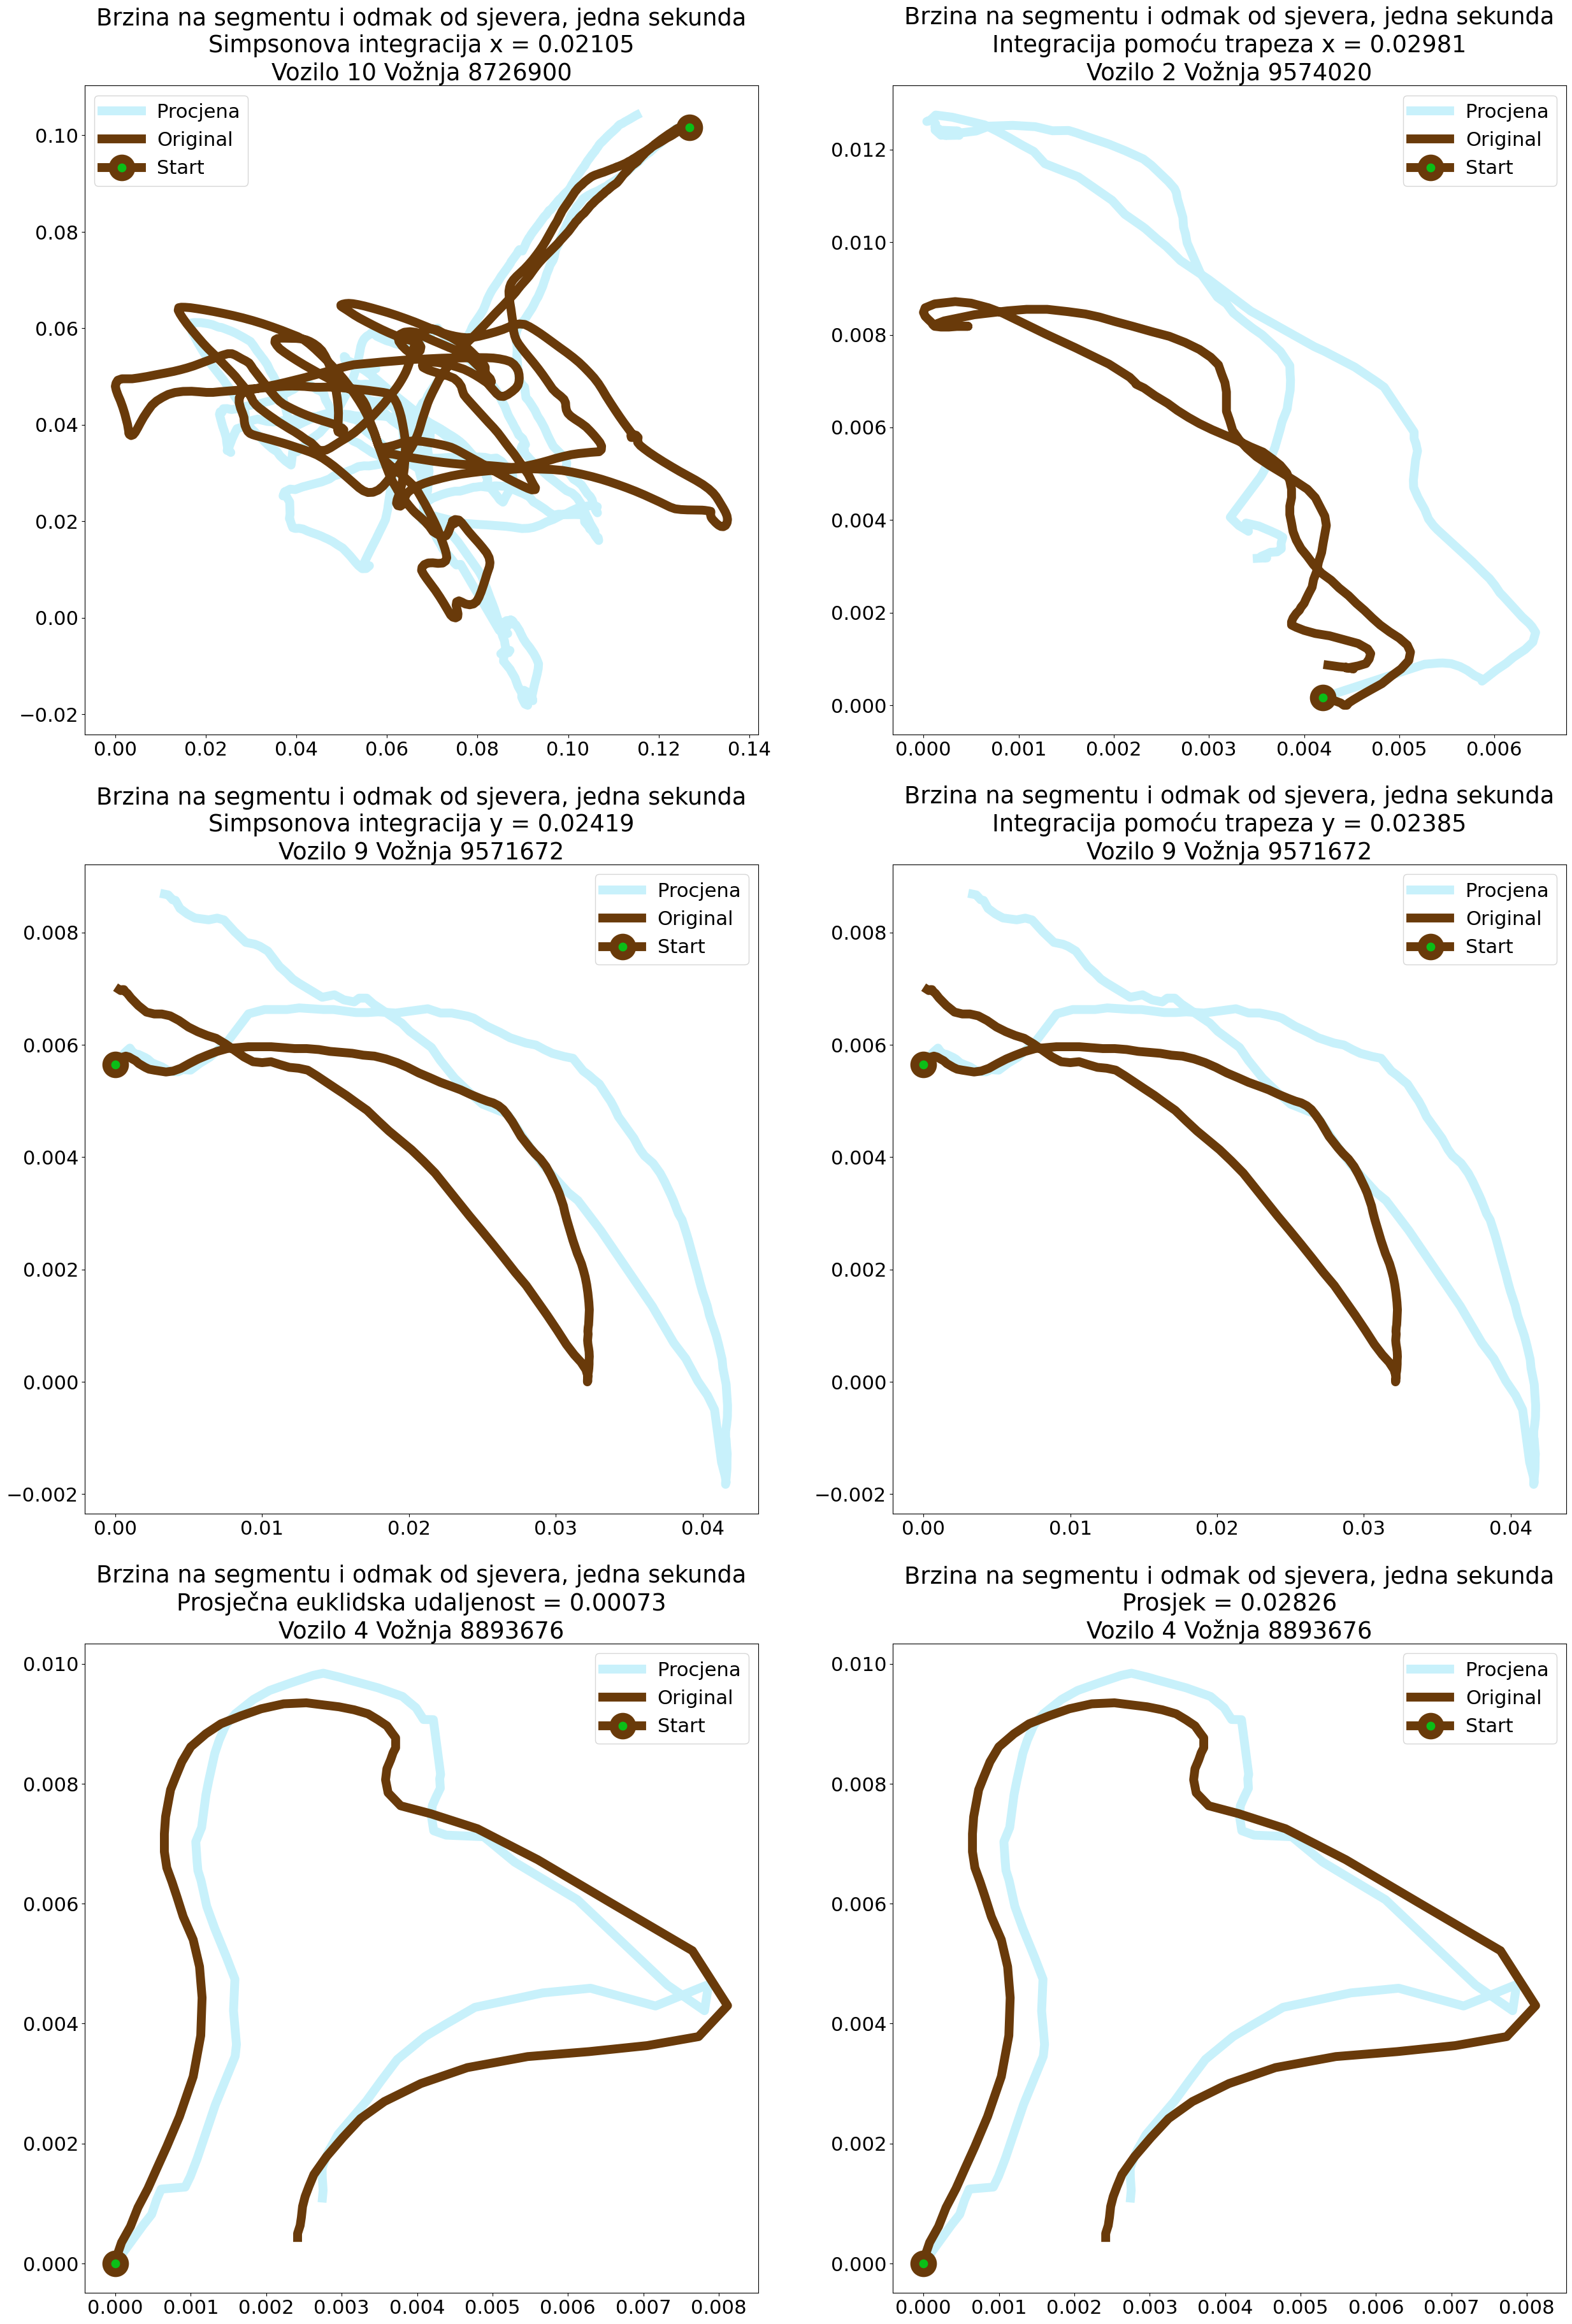 Brzina na segmentu i odmak od sjevera, jedna sekunda
Simpsonova integracija x = 0.02105
Vozilo 10 Vožnja 8726900
Procjena
Original
Start
0.10
0.08
0.06
0.04
0.02
0.00
−0.02
0.00 0.02 0.04 0.06 0.08 0.10 0.12 0.14
Brzina na segmentu i odmak od sjevera, jedna sekunda
Integracija pomoću trapeza x = 0.02981
Vozilo 2 Vožnja 9574020
Procjena
Original
Start
0.012
0.010
0.008
0.006
0.004
0.002
0.000
0.000 0.001 0.002 0.003 0.004 0.005 0.006
Brzina na segmentu i odmak od sjevera, jedna sekunda
Simpsonova integracija y = 0.02419
Vozilo 9 Vožnja 9571672
Procjena
Original
Start
0.008
0.006
0.004
0.002
0.000
−0.002
0.00 0.01 0.02 0.03 0.04
Brzina na segmentu i odmak od sjevera, jedna sekunda
Integracija pomoću trapeza y = 0.02385
Vozilo 9 Vožnja 9571672
Procjena
Original
Start
0.008
0.006
0.004
0.002
0.000
−0.002
0.00 0.01 0.02 0.03 0.04
Brzina na segmentu i odmak od sjevera, jedna sekunda
Prosječna euklidska udaljenost = 0.00073
Vozilo 4 Vožnja 8893676
Procjena
Original
Start
0.010
0.008
0.006
0.004
0.002
0.000
0.000 0.001 0.002 0.003 0.004 0.005 0.006 0.007 0.008
Brzina na segmentu i odmak od sjevera, jedna sekunda
Prosjek = 0.02826
Vozilo 4 Vožnja 8893676
Procjena
Original
Start
0.010
0.008
0.006
0.004
0.002
0.000
0.000 0.001 0.002 0.003 0.004 0.005 0.006 0.007 0.008